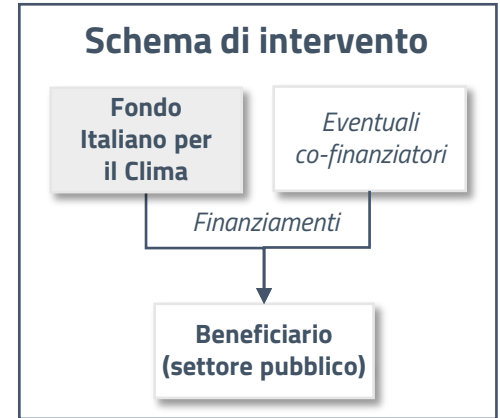 Schema di intervento
Fondo
Italiano per
il Clima
Eventuali
co-finanziatori
Finanziamenti
Beneficiario
(settore pubblico)